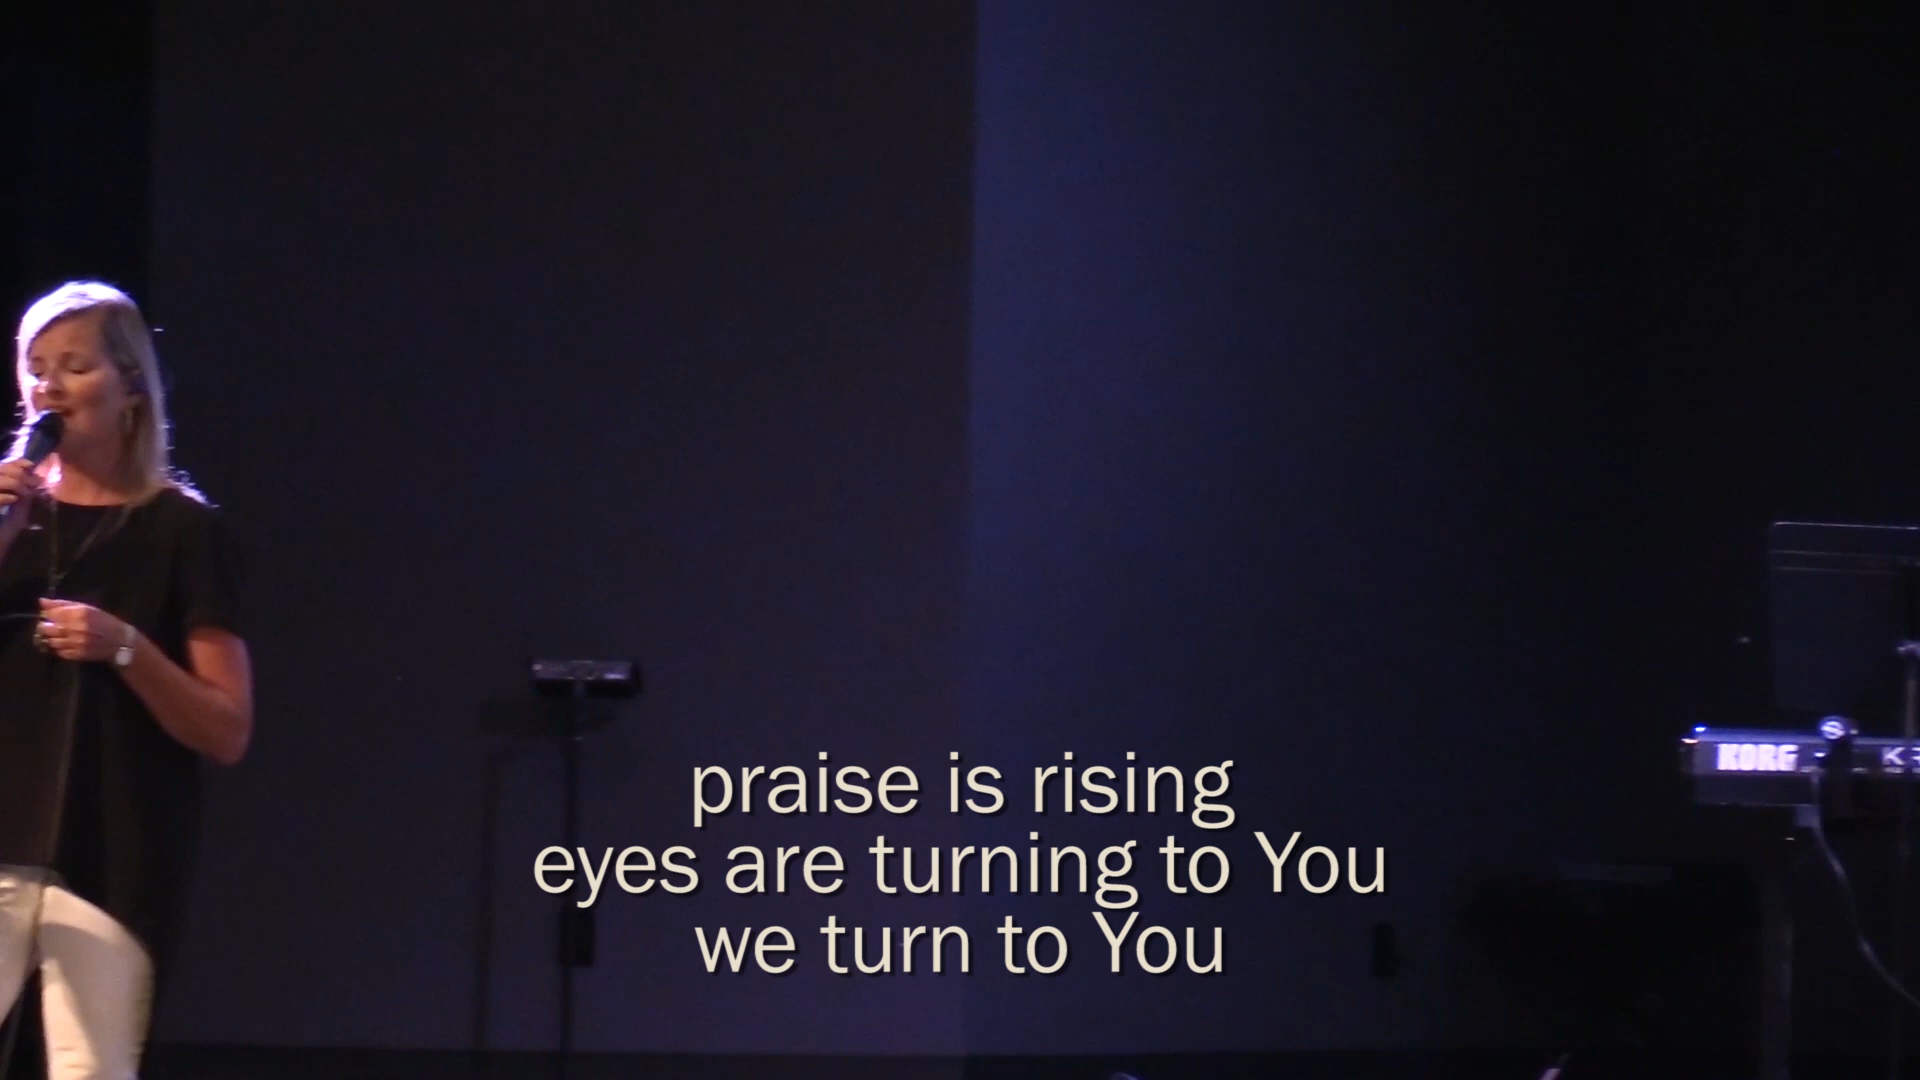 praise is rising
eyes are turning to You
we turn to You
KORG